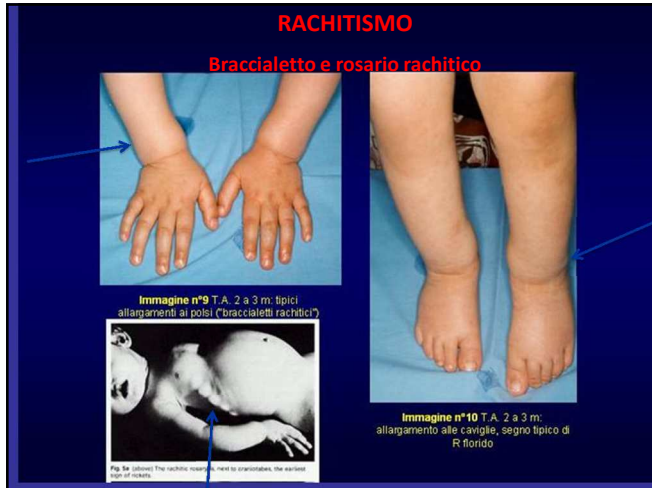 RACHITISMO
Braccialetto e rosario rachitico
Immagine n°9 T.A. 2 a 3 m: tipici
allargamenti ai polsi ("braccialetti rachitici")
Fig. 5a (above) The rachitic rosary is, next to craniotabes, the earliest
sign of rickets.
Immagine n°10 T.A. 2 a 3 m:
allargamento alle caviglie, segno tipico di
R florido